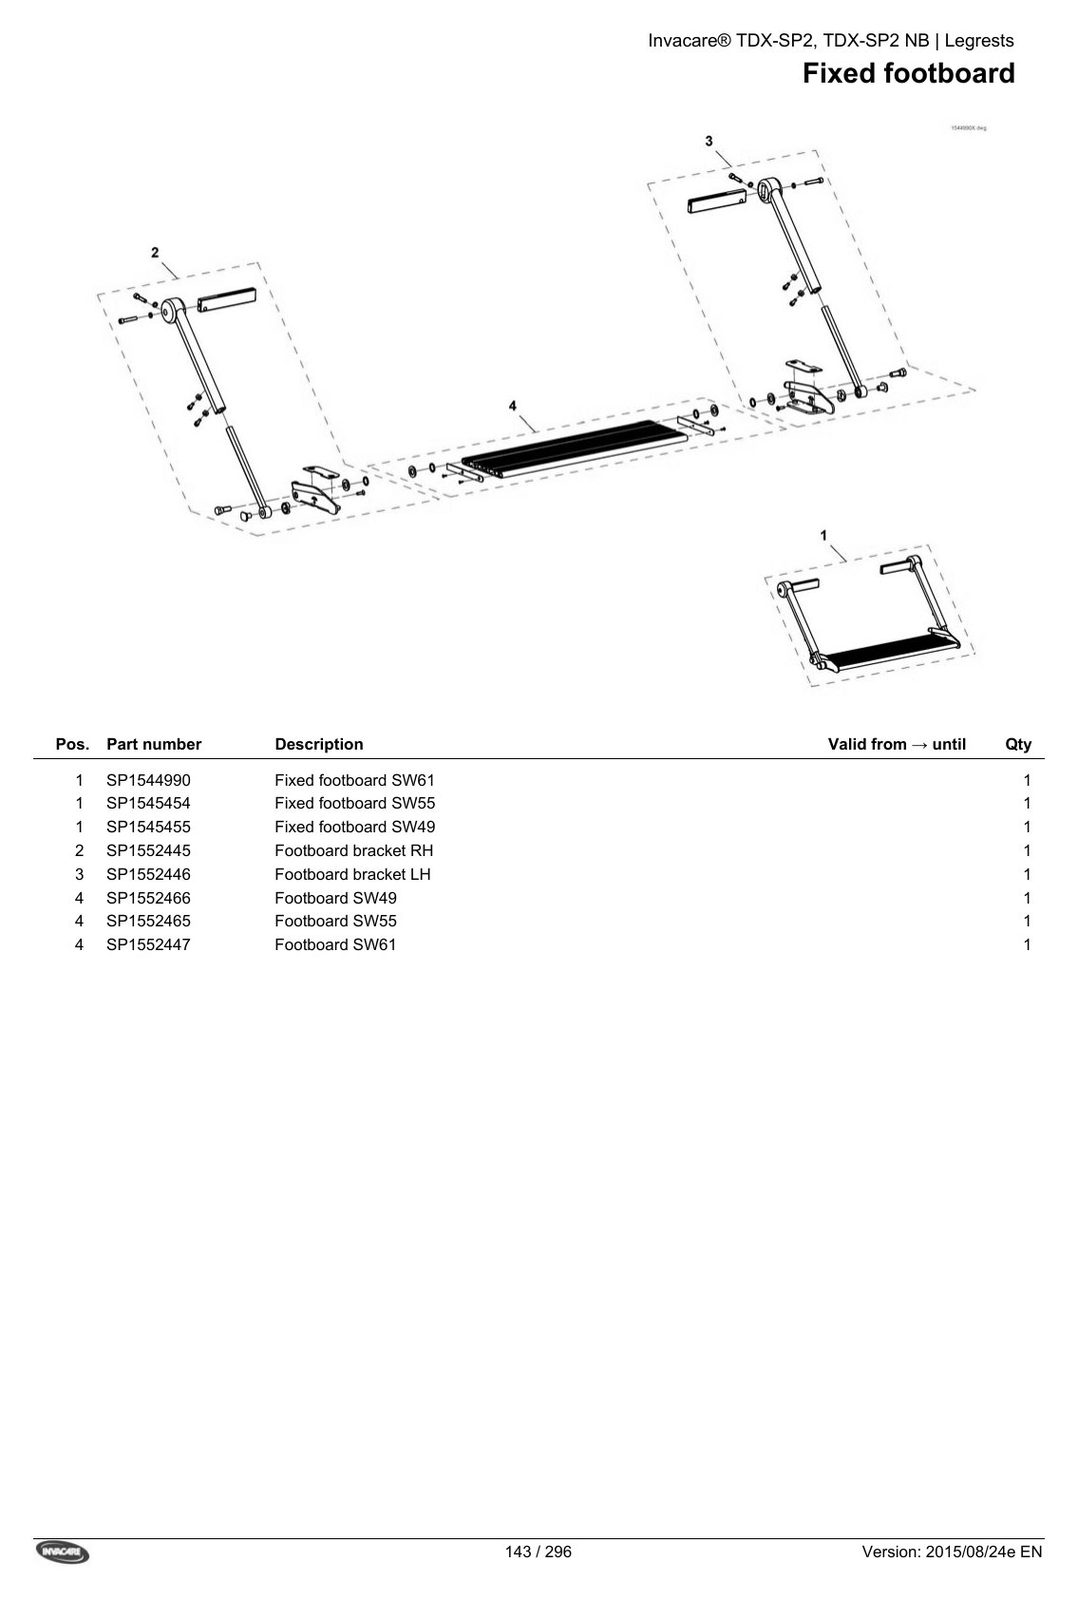 Invacare® TDX-SP2, TDX-SP2 NB | Legrests
Fixed footboard
1544990X.dwg
3
2
4
1
Pos. Part number Description Valid from → until Qty
1 SP1544990 Fixed footboard SW61 1
1 SP1545454 Fixed footboard SW55 1
1 SP1545455 Fixed footboard SW49 1
2 SP1552445 Footboard bracket RH 1
3 SP1552446 Footboard bracket LH 1
4 SP1552466 Footboard SW49 1
4 SP1552465 Footboard SW55 1
4 SP1552447 Footboard SW61 1
INVACARE 143 / 296 Version: 2015/08/24e EN